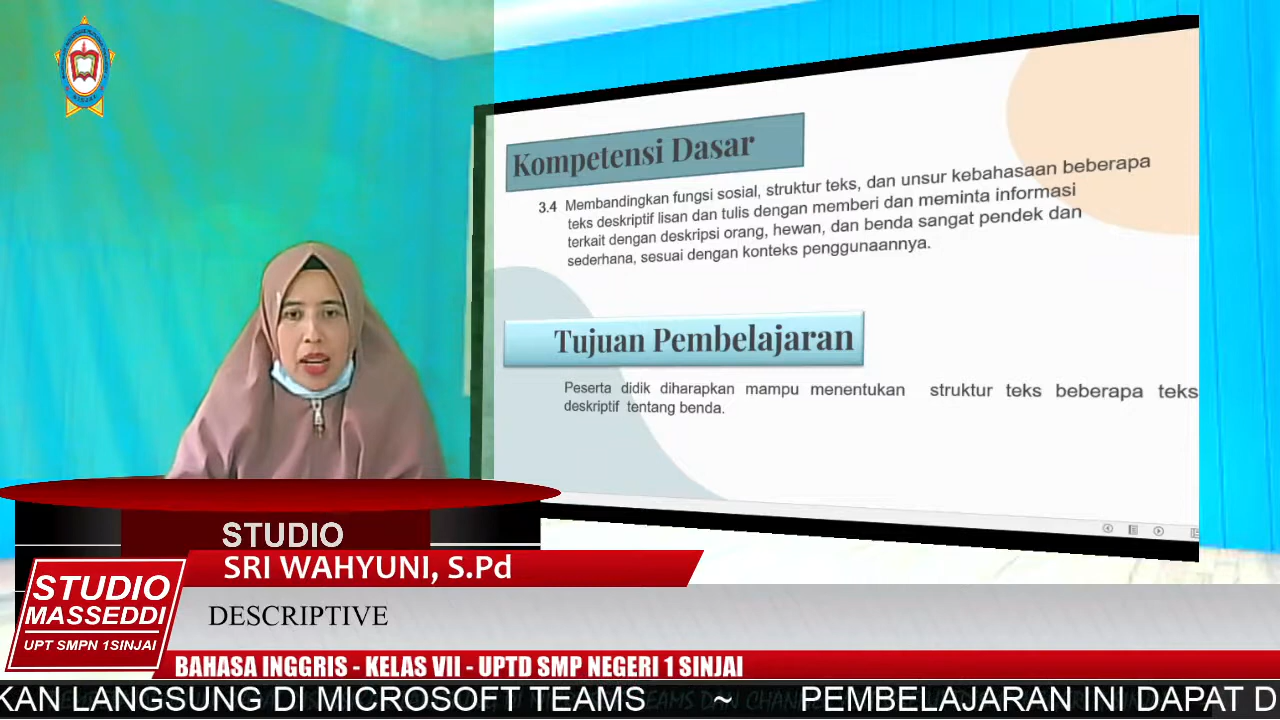 SINJAI
Kompetensi Dasar
3.4 Membandingkan fungsi sosial, struktur teks, dan unsur kebahasaan beberapa
teks deskriptif lisan dan tulis dengan memberi dan meminta informasi
terkait dengan deskripsi orang, hewan, dan benda sangat pendek dan
sederhana, sesuai dengan konteks penggunaannya.
Tujuan Pembelajaran
Peserta didik diharapkan mampu menentukan struktur teks beberapa teks
deskriptif tentang benda.
STUDIO
SRI WAHYUNI, S.Pd
STUDIO
MASSEDDI
UPT SMPN 1SINJAI
DESCRIPTIVE
BAHASA INGGRIS - KELAS VII - UPTD SMP NEGERI 1 SINJAI
KAN LANGSUNG DI MICROSOFT TEAMS ~ PEMBELAJARAN INI DAPAT D